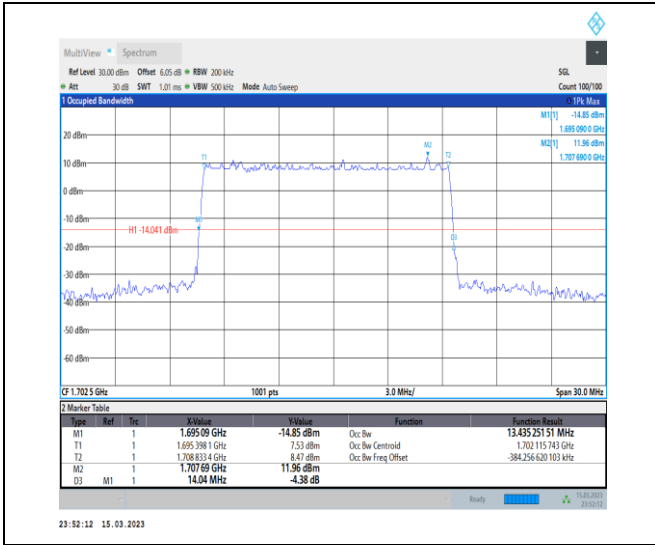 MultiView Spectrum
Ref Level 30.00 dBm Offset 6.05 dB RBW 200 kHz SGL
Att 30 dB SWT 1.01 ms VBW 500 kHz Mode Auto Sweep Count 100/100
1 Occupied Bandwidth 1Pk Max
M1[1] -14.85 dBm
1.695 090 0 GHz
M2[1] 11.96 dBm
1.707 690 0 GHz
20 dBm
M2
T1 T2
10 dBm
0 dBm
-10 dBm
M1
H1 -14.041 dBm
D3
-20 dBm
-30 dBm
-40 dBm
-50 dBm
-60 dBm
CF 1.702 5 GHz 1001 pts 3.0 MHz/ Span 30.0 MHz
2 Marker Table
Type Ref Trc X-Value Y-Value Function Function Result
M1 1 1.695 09 GHz -14.85 dBm Occ Bw 13.435 251 51 MHz
T1 1 1.695 398 1 GHz 7.53 dBm Occ Bw Centroid 1.702 115 743 GHz
T2 1 1.708 833 4 GHz 8.47 dBm Occ Bw Freq Offset -384.256 620 103 kHz
M2 1 1.707 69 GHz 11.96 dBm
D3 M1 1 14.04 MHz -4.38 dB
Ready 15.03.2023
23:52:12
23:52:12 15.03.2023